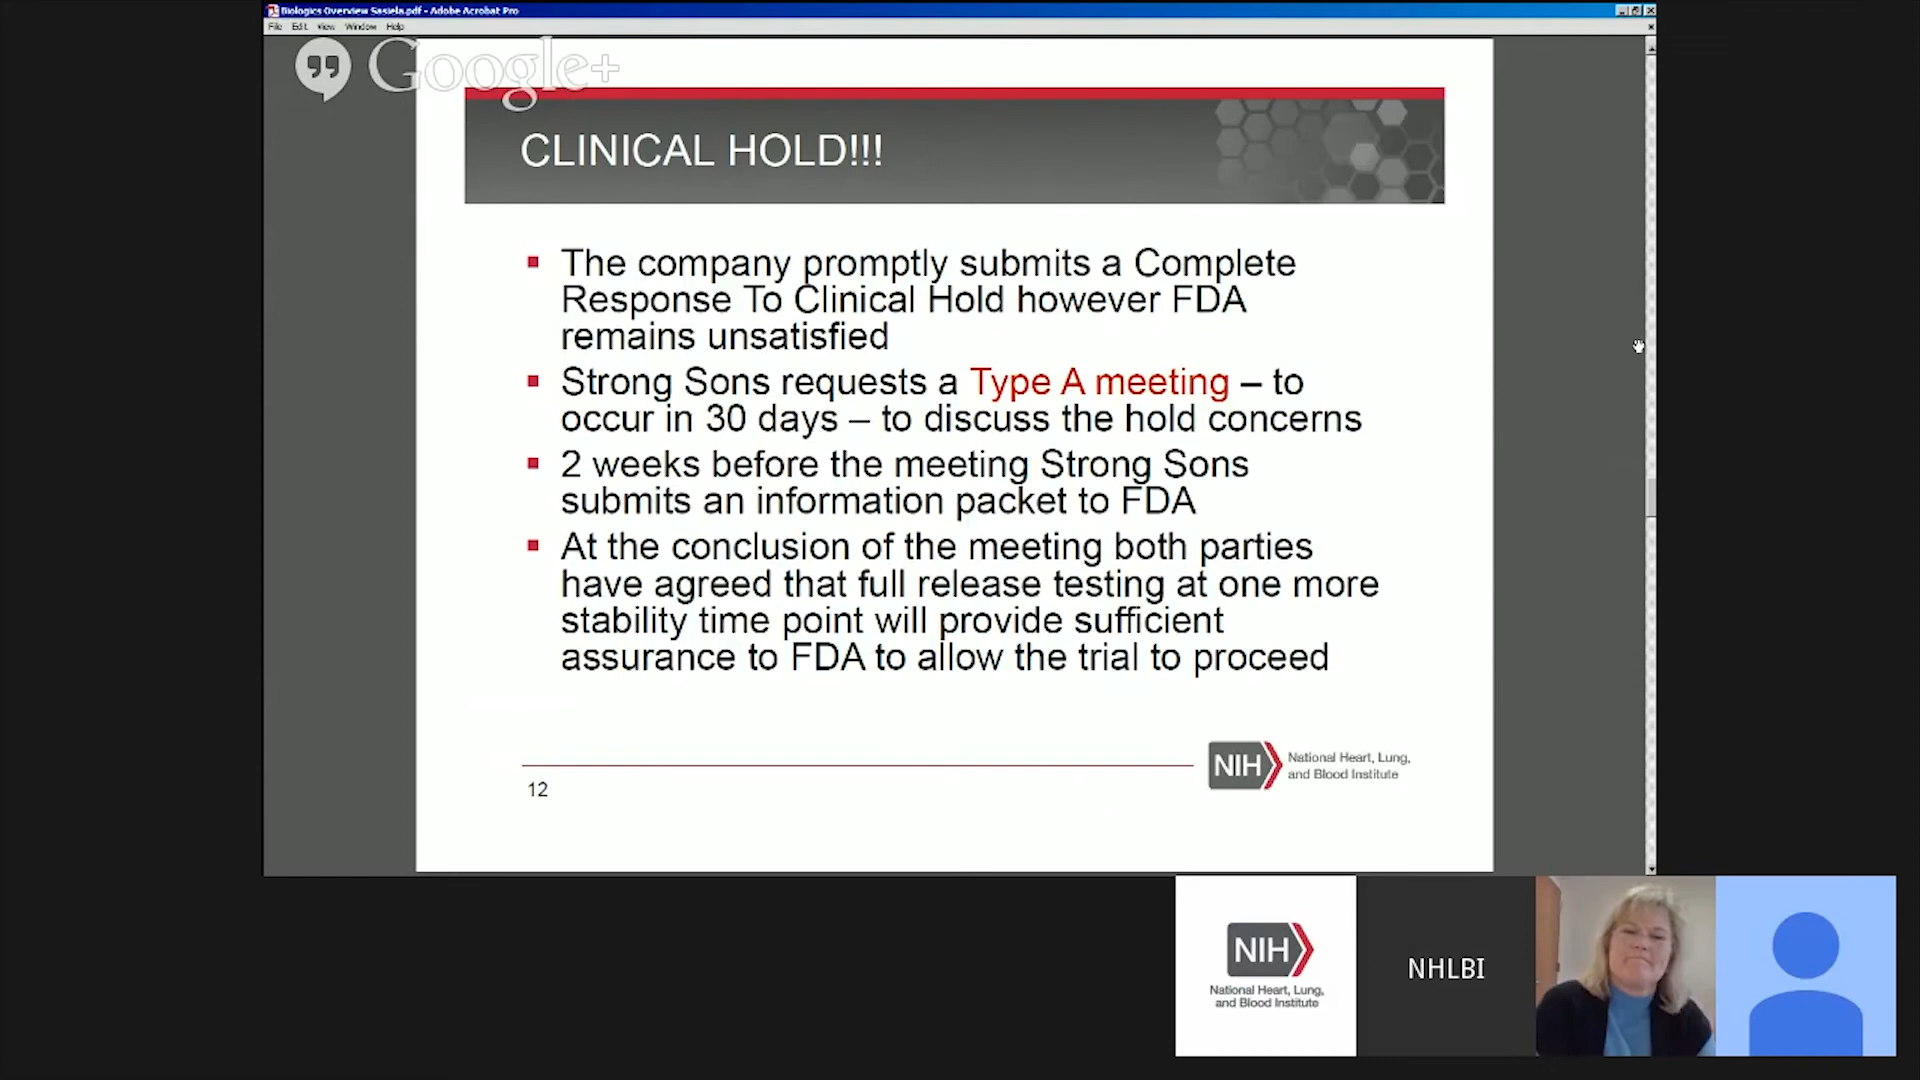 Biologics Overview Sasiela.pdf - Adobe Acrobat Pro
File Edit View Window Help
Google+
CLINICAL HOLD!!!
▪ The company promptly submits a Complete
Response To Clinical Hold however FDA
remains unsatisfied
▪ Strong Sons requests a Type A meeting – to
occur in 30 days – to discuss the hold concerns
▪ 2 weeks before the meeting Strong Sons
submits an information packet to FDA
▪ At the conclusion of the meeting both parties
have agreed that full release testing at one more
stability time point will provide sufficient
assurance to FDA to allow the trial to proceed
NIH National Heart, Lung,
and Blood Institute
12
NIH
National Heart, Lung,
and Blood Institute
NHLBI